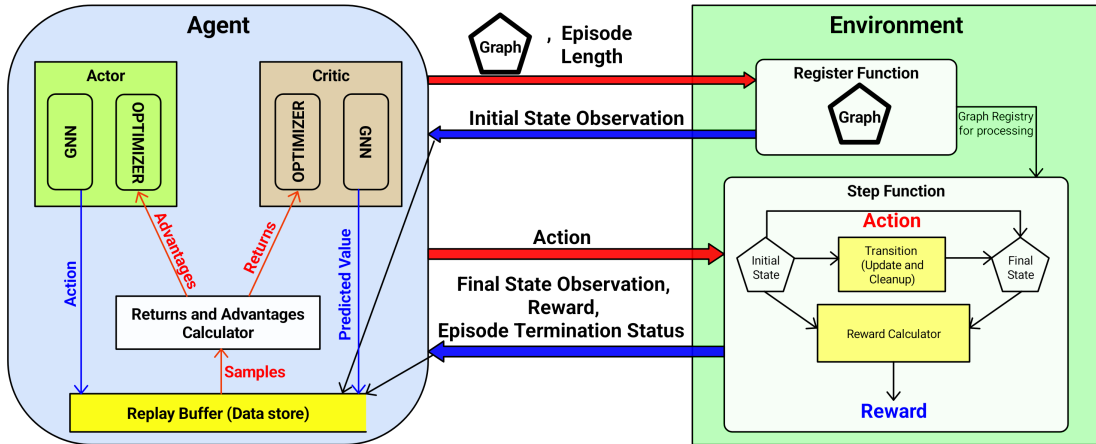 Agent
Actor
GNN
OPTIMIZER
Critic
OPTIMIZER
GNN
Action
Advantages
Returns
Predicted Value
Returns and Advantages
Calculator
Samples
Replay Buffer (Data store)
Graph
, Episode
Length
Initial State Observation
Action
Final State Observation,
Reward,
Episode Termination Status
Environment
Register Function
Graph
Graph Registry
for processing
Step Function
Action
Initial
State
Transition
(Update and
Cleanup)
Final
State
Reward Calculator
Reward